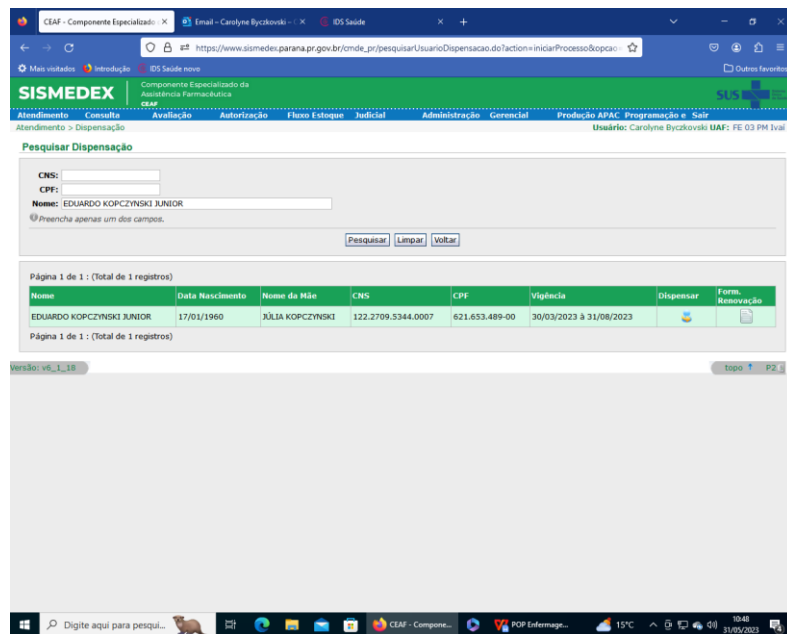 CEAF - Componente Especializado
Email – Carolyne Byczkovski –
IDS Saúde
https://www.sismedex.parana.pr.gov.br/cmde_pr/pesquisarUsuarioDispensacao.do?action=iniciarProcesso&opcao=
Mais visitados Introdução IDS Saúde novo Outros favoritos
SISMEDEX
Componente Especializado da
Assistência Farmacêutica
CEAF
SUS
Atendimento Consulta Avaliação Autorização Fluxo Estoque Judicial Administração Gerencial Produção APAC Programação e Sair
Atendimento > Dispensação Usuário: Carolyne Byczkovski UAF: FE 03 PM Ivaí
Pesquisar Dispensação
CNS:
CPF:
Nome: EDUARDO KOPCZYNSKI JUNIOR
Preencha apenas um dos campos.
Pesquisar Limpar Voltar
Página 1 de 1 : (Total de 1 registros)
Nome Data Nascimento Nome da Mãe CNS CPF Vigência Dispensar Form. Renovação
EDUARDO KOPCZYNSKI JUNIOR 17/01/1960 JÚLIA KOPCZYNSKI 122.2709.5344.0007 621.653.489-00 30/03/2023 à 31/08/2023
Página 1 de 1 : (Total de 1 registros)
Versão: v6_1_18 topo P2
Digite aqui para pesqui... CEAF - Compone... POP Enfermage... 15°C 10:48
31/05/2023